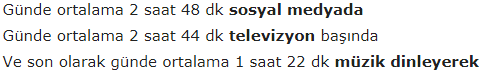 Günde ortalama 2 saat 48 dk sosyal medyada
Günde ortalama 2 saat 44 dk televizyon başında
Ve son olarak günde ortalama 1 saat 22 dk müzik dinleyerek